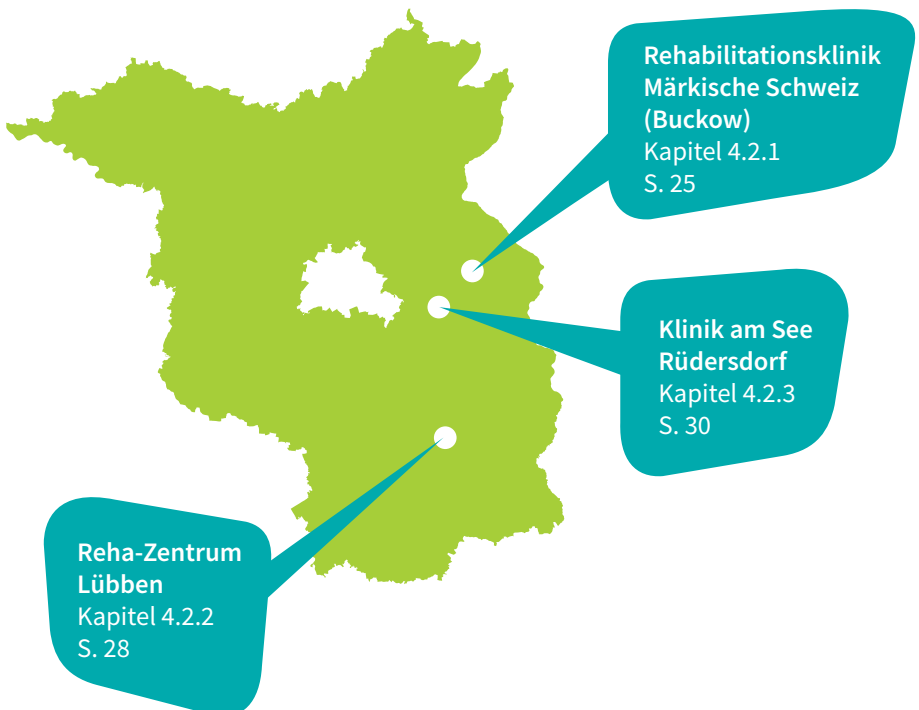 Rehabilitationsklinik
Märkische Schweiz
(Buckow)
Kapitel 4.2.1
S. 25
Klinik am See
Rüdersdorf
Kapitel 4.2.3
S. 30
Reha-Zentrum
Lübben
Kapitel 4.2.2
S. 28